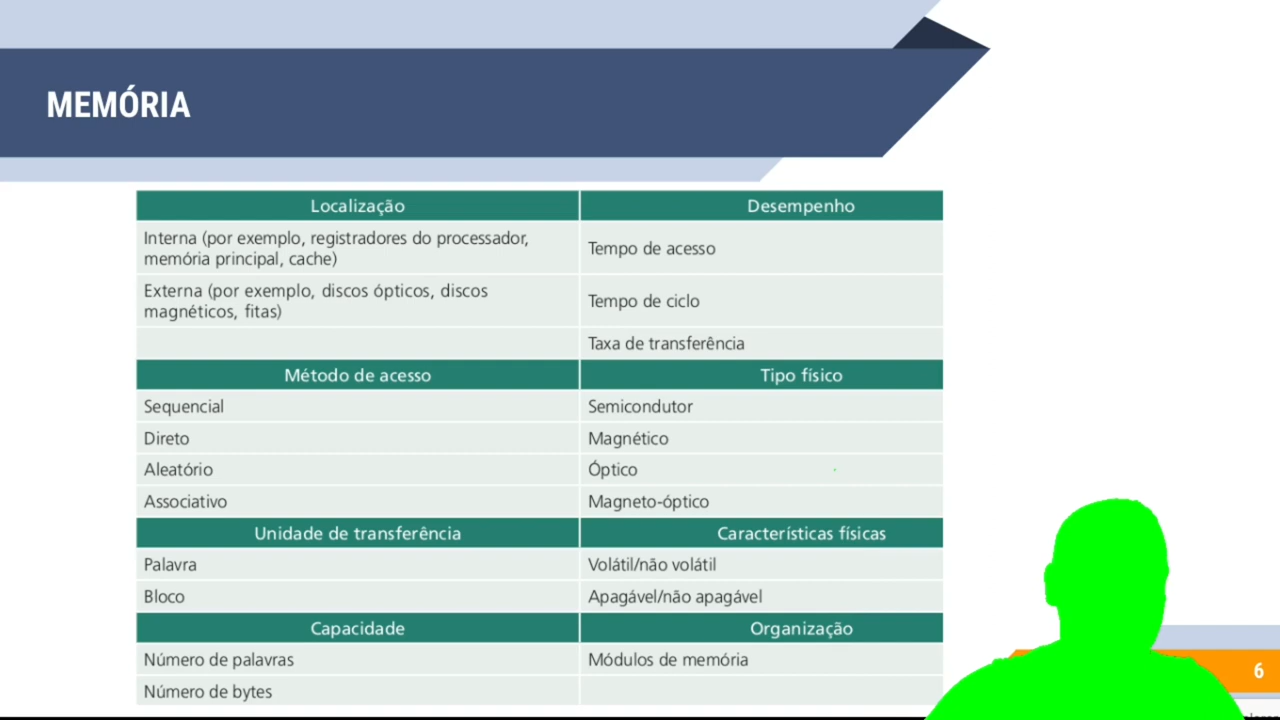 MEMÓRIA
Localização
Desempenho
Interna (por exemplo, registradores do processador,
memória principal, cache)
Tempo de acesso
Externa (por exemplo, discos ópticos, discos
magnéticos, fitas)
Tempo de ciclo
Taxa de transferência
Método de acesso
Tipo físico
Sequencial
Semicondutor
Direto
Magnético
Aleatório
Óptico
Associativo
Magneto-óptico
Unidade de transferência
Características físicas
Palavra
Volátil/não volátil
Bloco
Apagável/não apagável
Capacidade
Organização
Número de palavras
Módulos de memória
Número de bytes
6